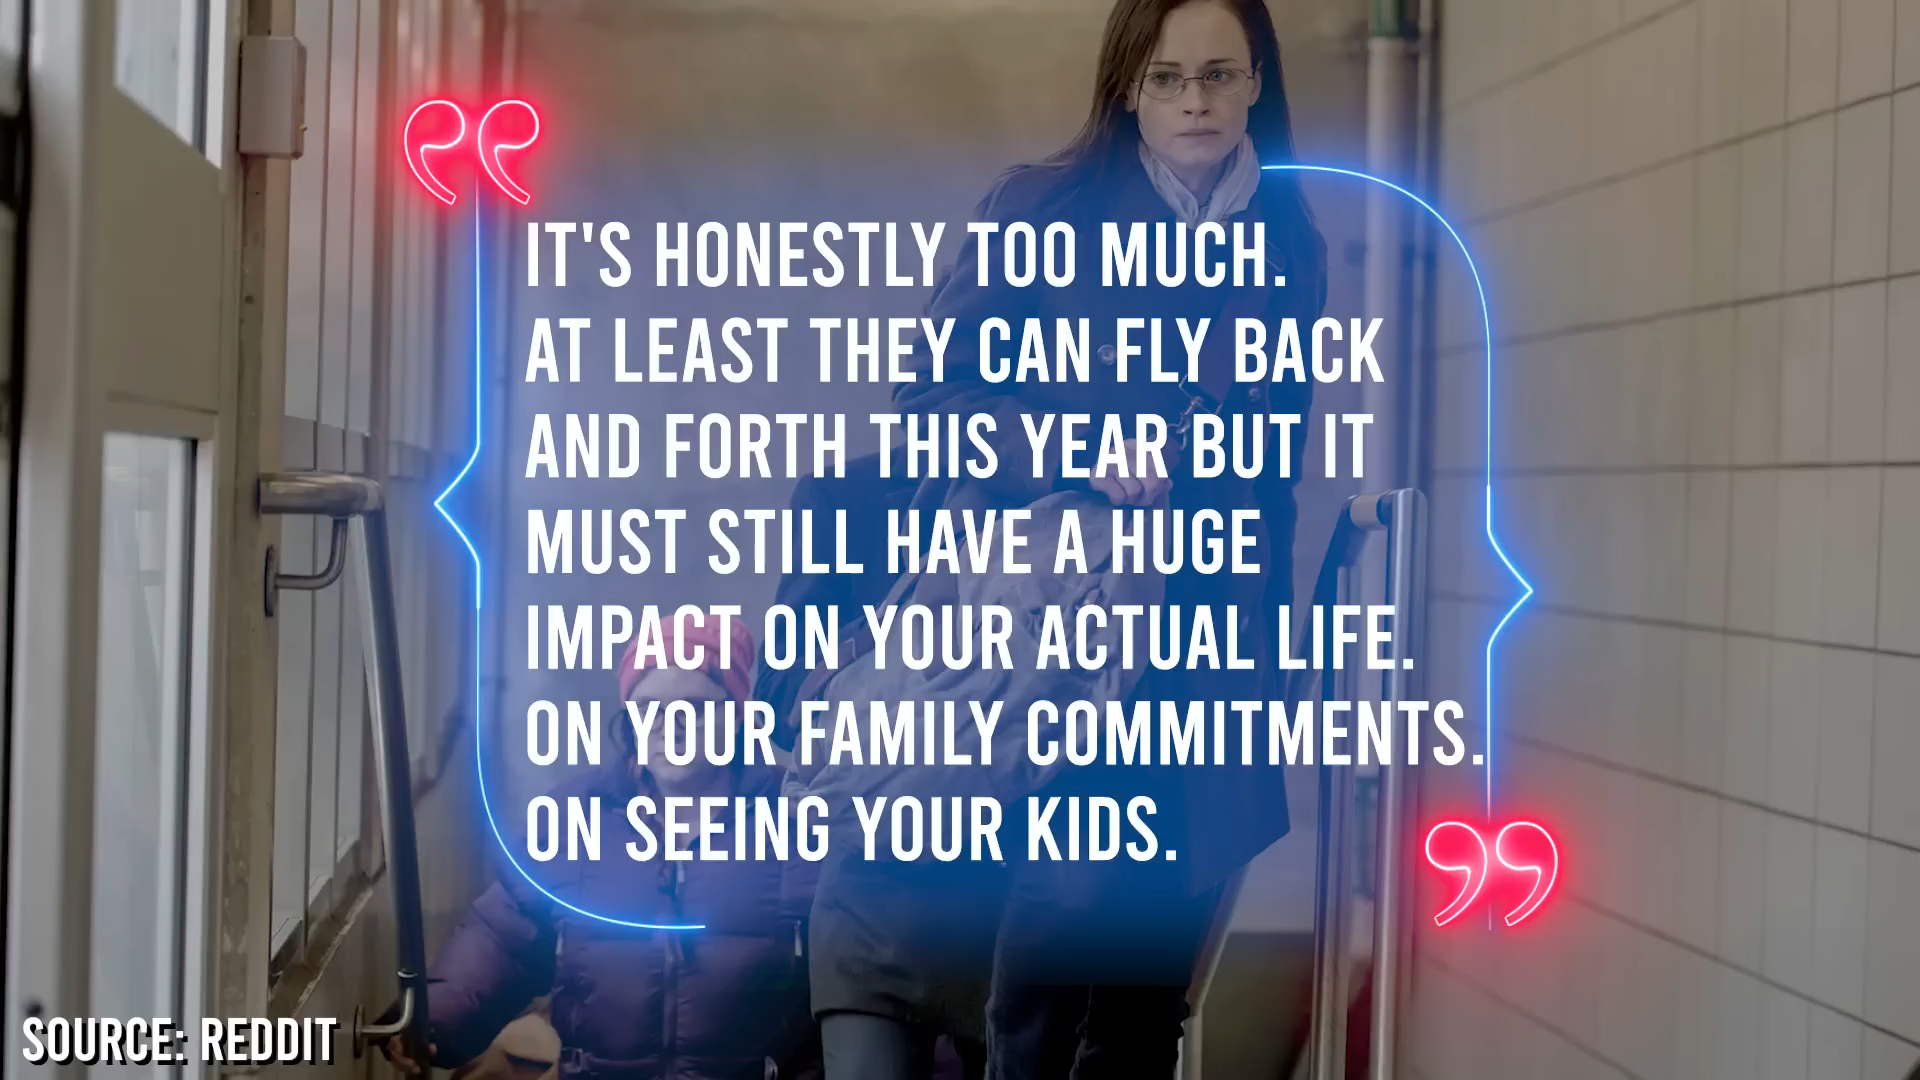 IT'S HONESTLY TOO MUCH.
AT LEAST THEY CAN FLY BACK
AND FORTH THIS YEAR BUT IT
MUST STILL HAVE A HUGE
IMPACT ON YOUR ACTUAL LIFE.
ON YOUR FAMILY COMMITMENTS.
ON SEEING YOUR KIDS.
SOURCE: REDDIT